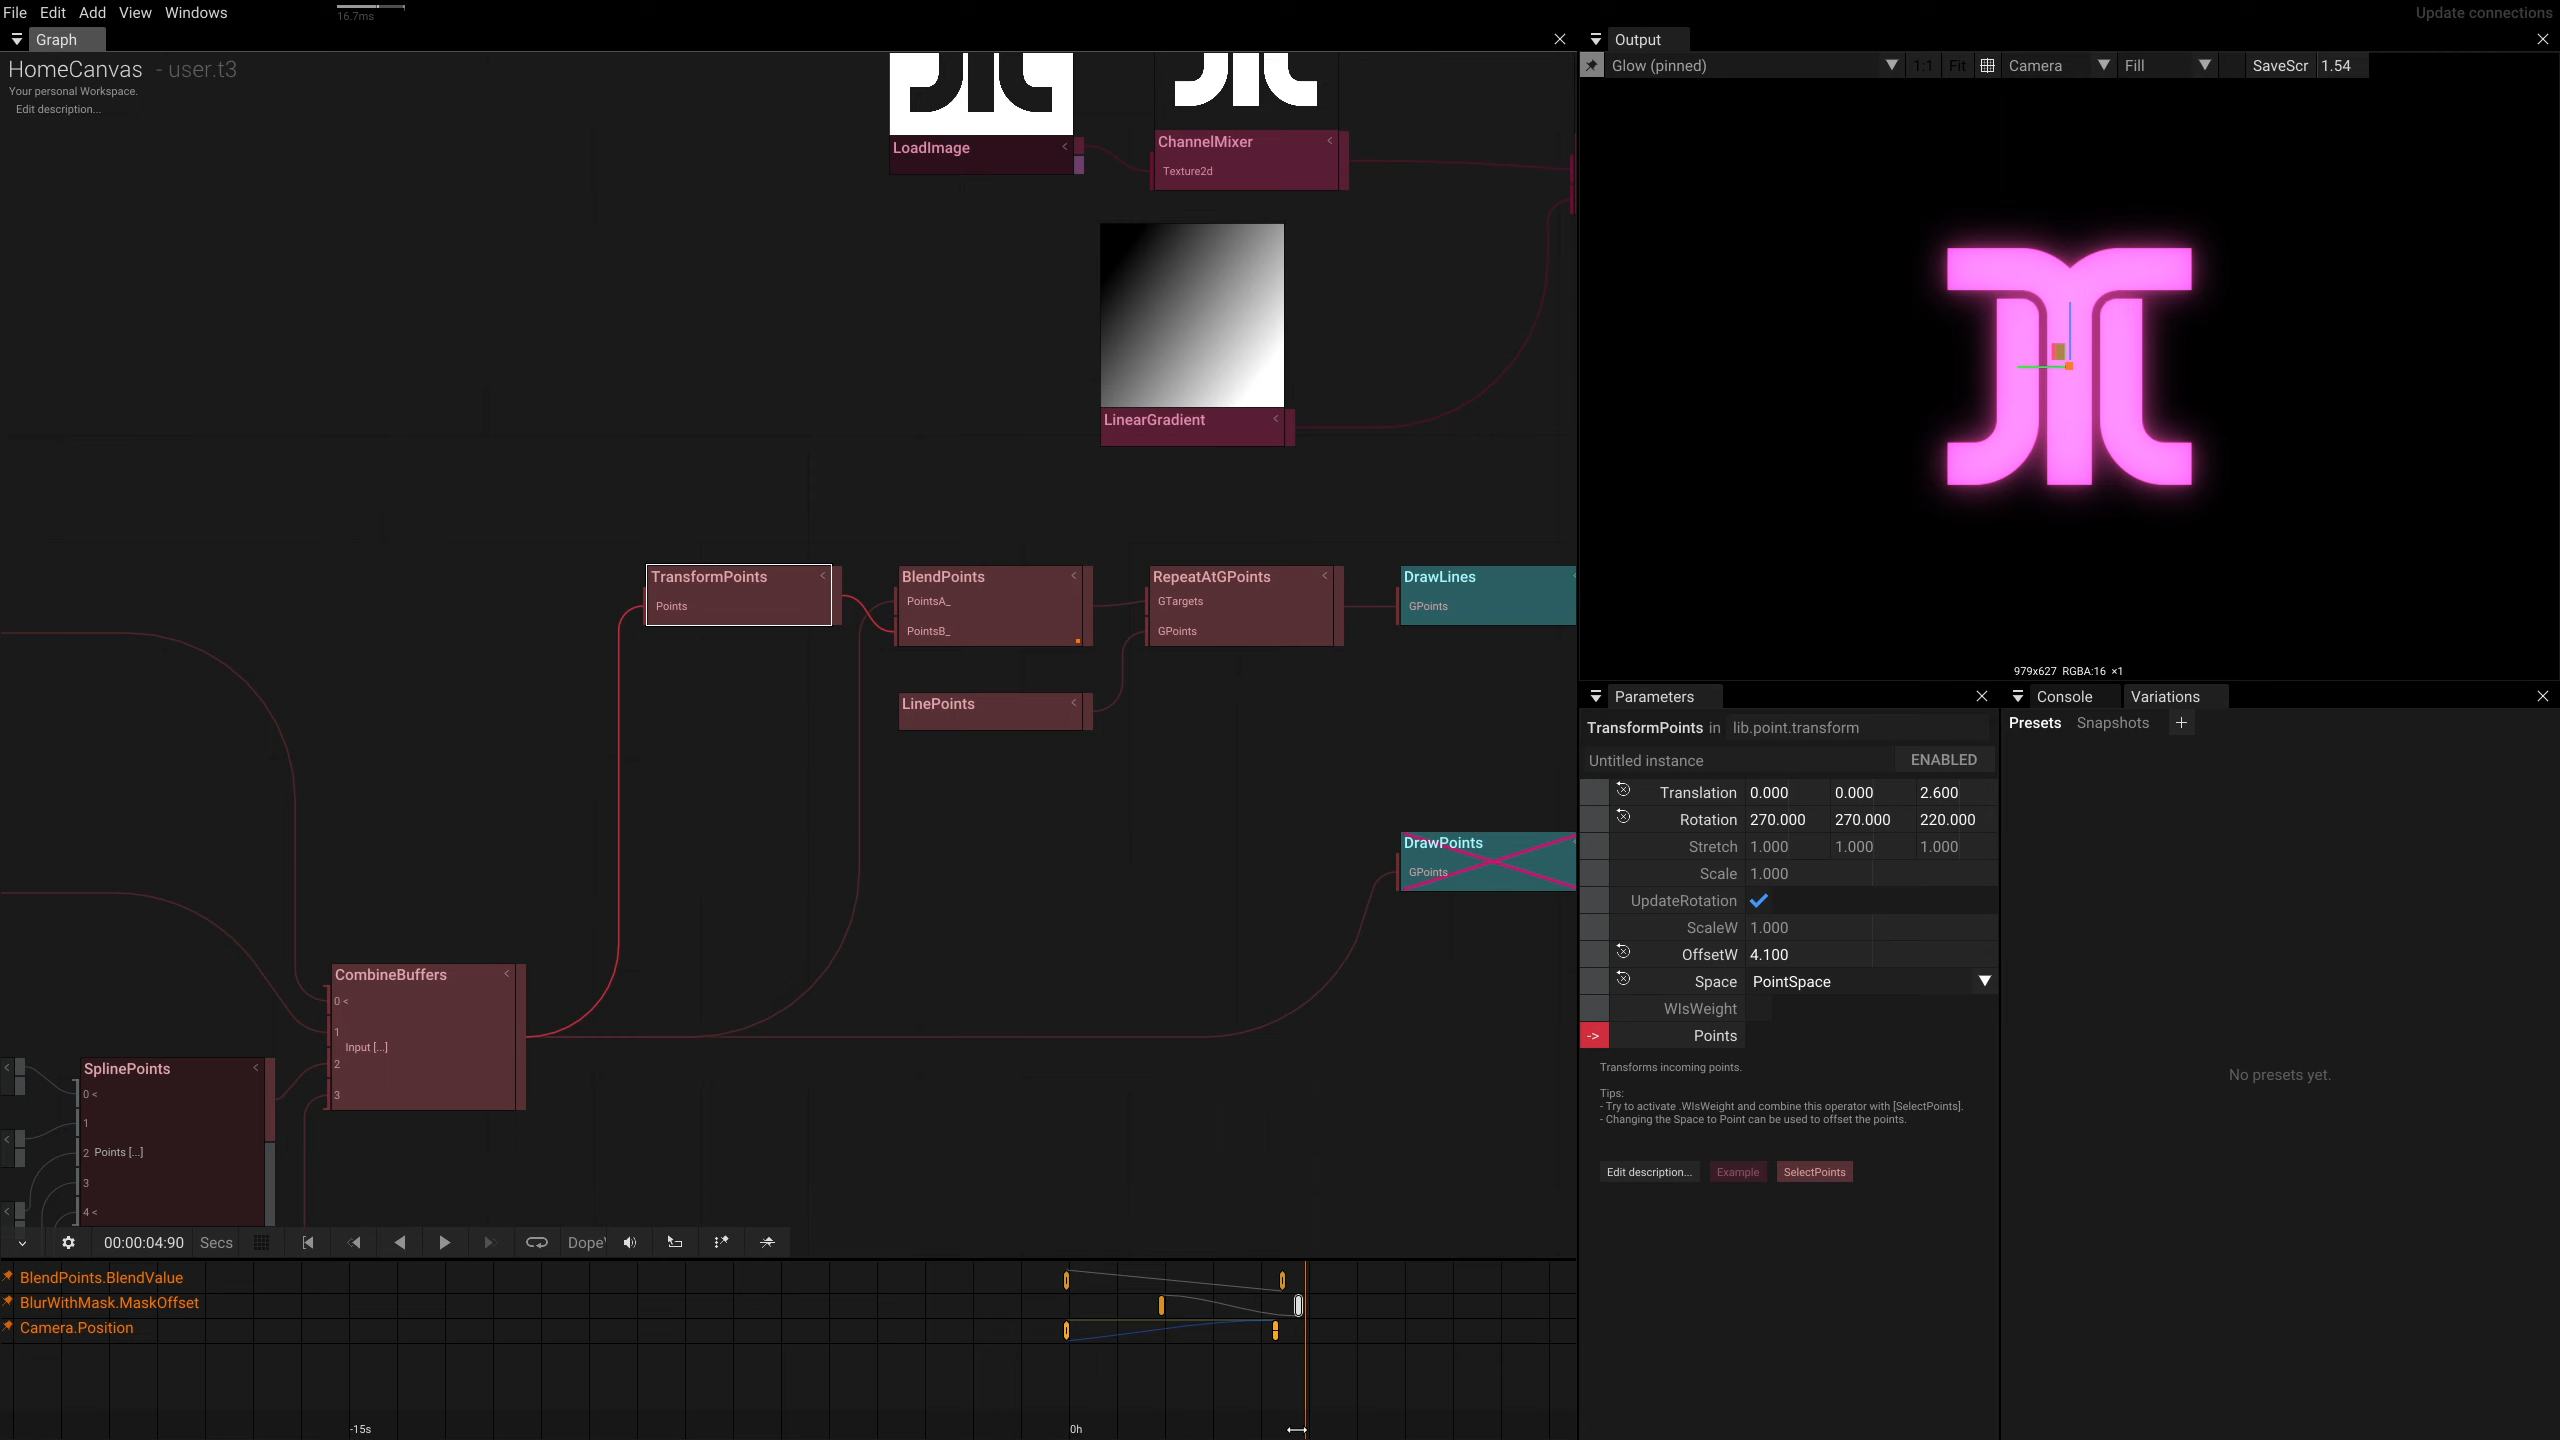 File Edit Add View Windows
16.7ms
Update connections
Graph
HomeCanvas - user.t3
Your personal Workspace.
Edit description...
LoadImage <
ChannelMixer <
Texture2d
LinearGradient <
TransformPoints <
Points
BlendPoints <
PointsA_
PointsB_
RepeatAtGPoints <
GTargets
GPoints
DrawLines
GPoints
LinePoints <
DrawPoints
GPoints
CombineBuffers <
0 <
1
Input [...]
2
3
SplinePoints <
0 <
1
2 Points [...]
3
4 <
Output
Glow (pinned) 1:1 Fit Camera Fill SaveScr 1.54
979x627 RGBA:16 ×1
Parameters
TransformPoints in lib.point.transform
Untitled instance ENABLED
Translation 0.000 0.000 2.600
Rotation 270.000 270.000 220.000
Stretch 1.000 1.000 1.000
Scale 1.000
UpdateRotation
ScaleW 1.000
OffsetW 4.100
Space PointSpace
WIsWeight
-> Points
Transforms incoming points.
Tips:
- Try to activate .WIsWeight and combine this operator with [SelectPoints].
- Changing the Space to Point can be used to offset the points.
Edit description... Example SelectPoints
Console Variations
Presets Snapshots +
No presets yet.
00:00:04:90 Secs Dope
BlendPoints.BlendValue
BlurWithMask.MaskOffset
Camera.Position
-15s 0h